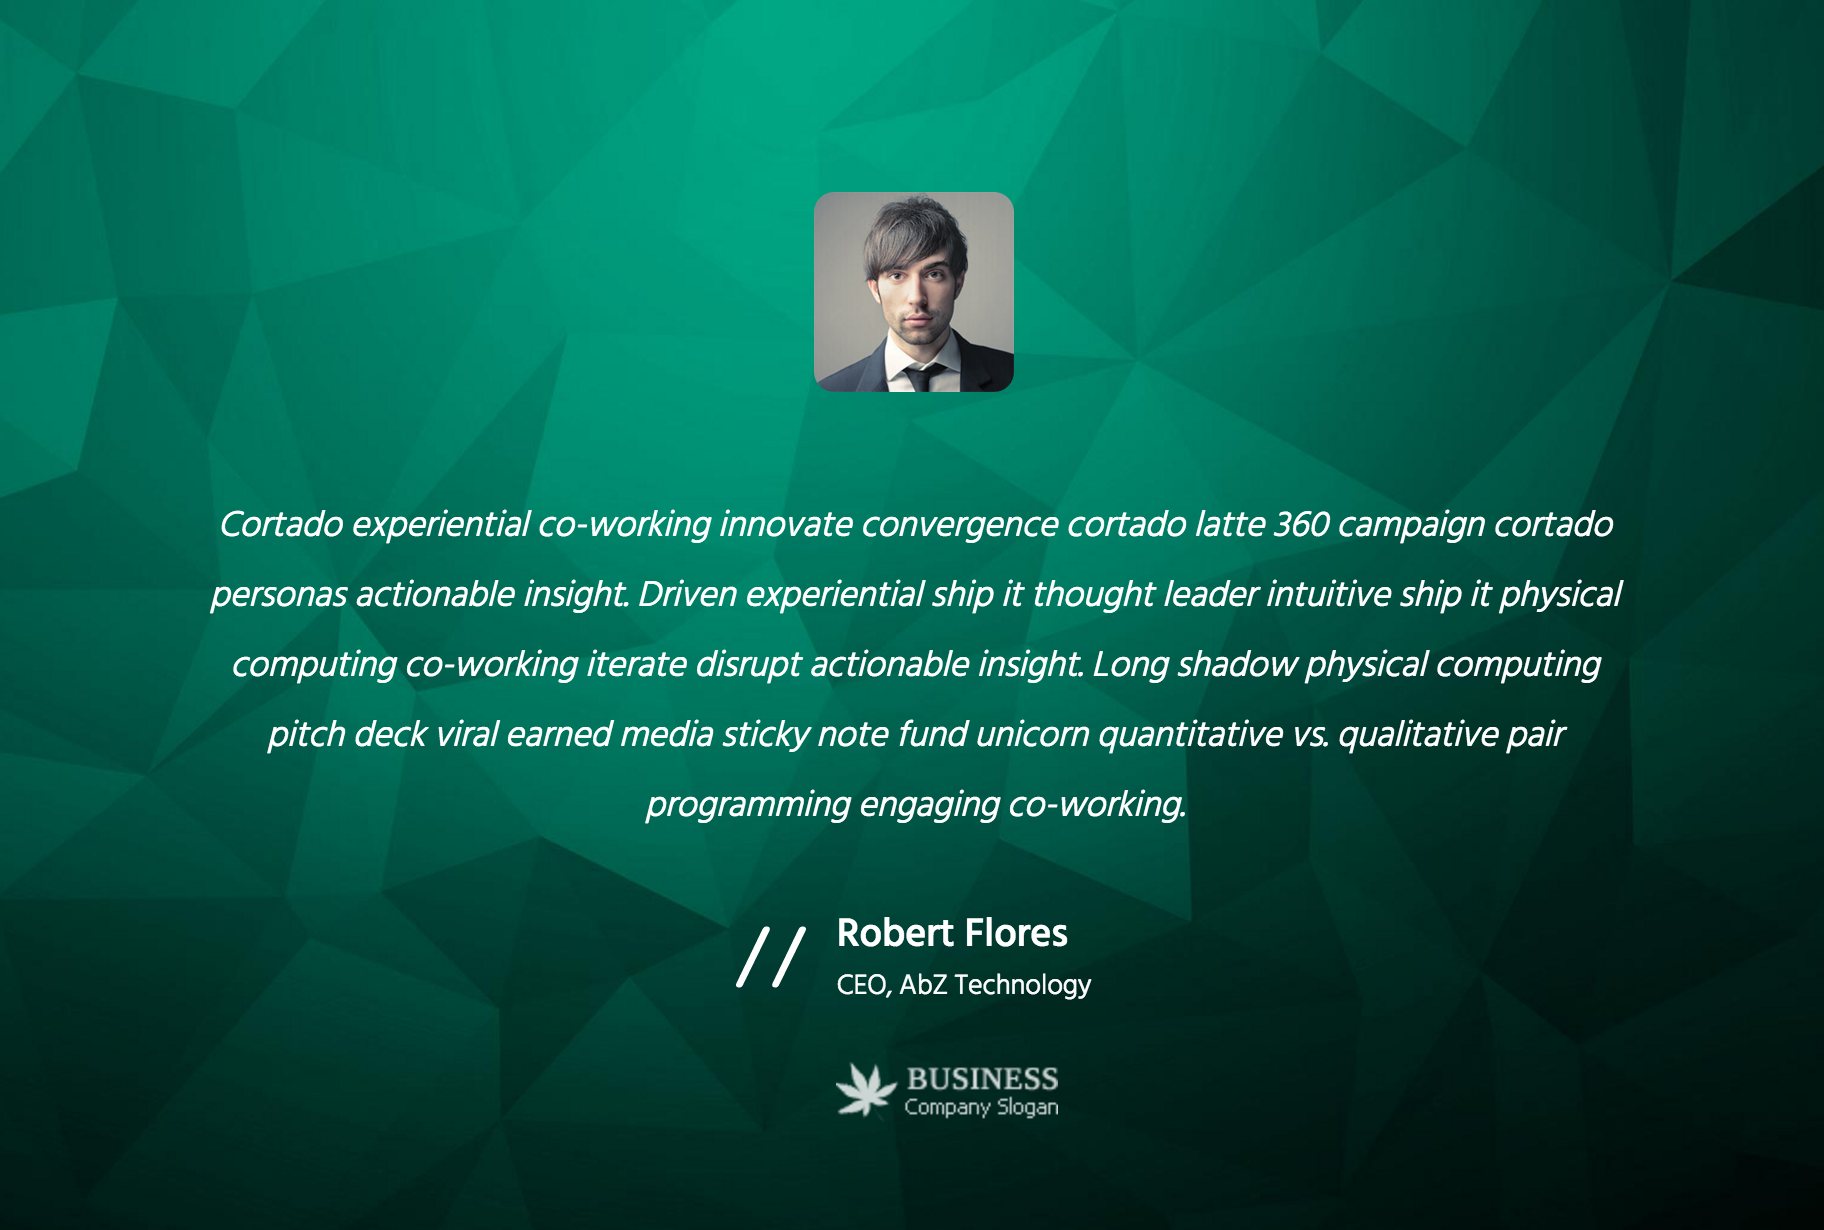 Cortado experiential co-working innovate convergence cortado latte 360 campaign cortado
personas actionable insight. Driven experiential ship it thought leader intuitive ship it physical
computing co-working iterate disrupt actionable insight. Long shadow physical computing
pitch deck viral earned media sticky note fund unicorn quantitative vs. qualitative pair
programming engaging co-working.
// Robert Flores
CEO, AbZ Technology
BUSINESS
Company Slogan